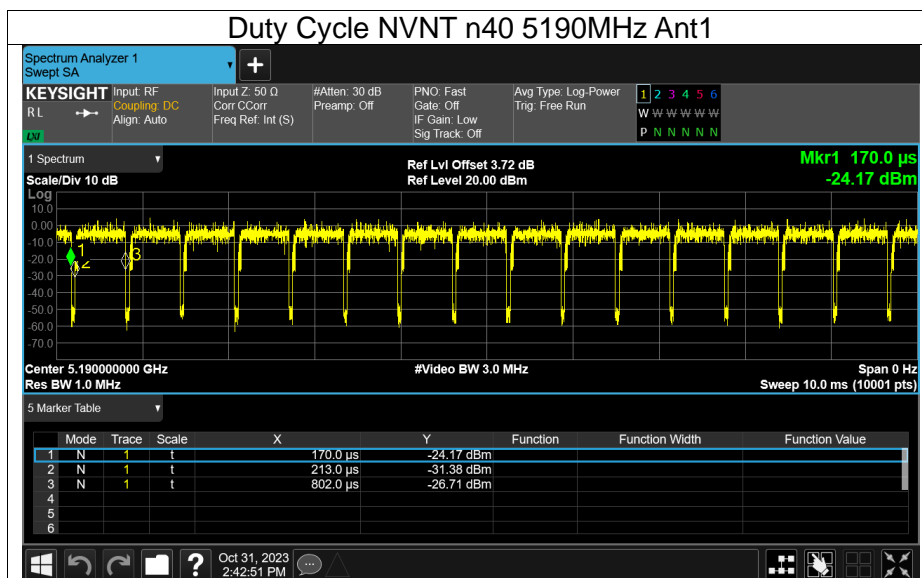 Duty Cycle NVNT n40 5190MHz Ant1
Spectrum Analyzer 1
Swept SA
+
KEYSIGHT Input: RF Input Z: 50 Ω #Atten: 30 dB PNO: Fast Avg Type: Log-Power 1 2 3 4 5 6
R L Coupling: DC Corr CCorr Preamp: Off Gate: Off Trig: Free Run W W W W W W
Align: Auto Freq Ref: Int (S) IF Gain: Low
LXI Sig Track: Off P N N N N N
1 Spectrum Ref Lvl Offset 3.72 dB Mkr1 170.0 µs
Scale/Div 10 dB Ref Level 20.00 dBm -24.17 dBm
Log
10.0
0.00
-10.0
1 3
-20.0
2
-30.0
-40.0
-50.0
-60.0
-70.0
Center 5.190000000 GHz #Video BW 3.0 MHz Span 0 Hz
Res BW 1.0 MHz Sweep 10.0 ms (10001 pts)
5 Marker Table
Mode Trace Scale X Y Function Function Width Function Value
1 N 1 t 170.0 µs -24.17 dBm
2 N 1 t 213.0 µs -31.38 dBm
3 N 1 t 802.0 µs -26.71 dBm
4
5
6
? Oct 31, 2023
2:42:51 PM